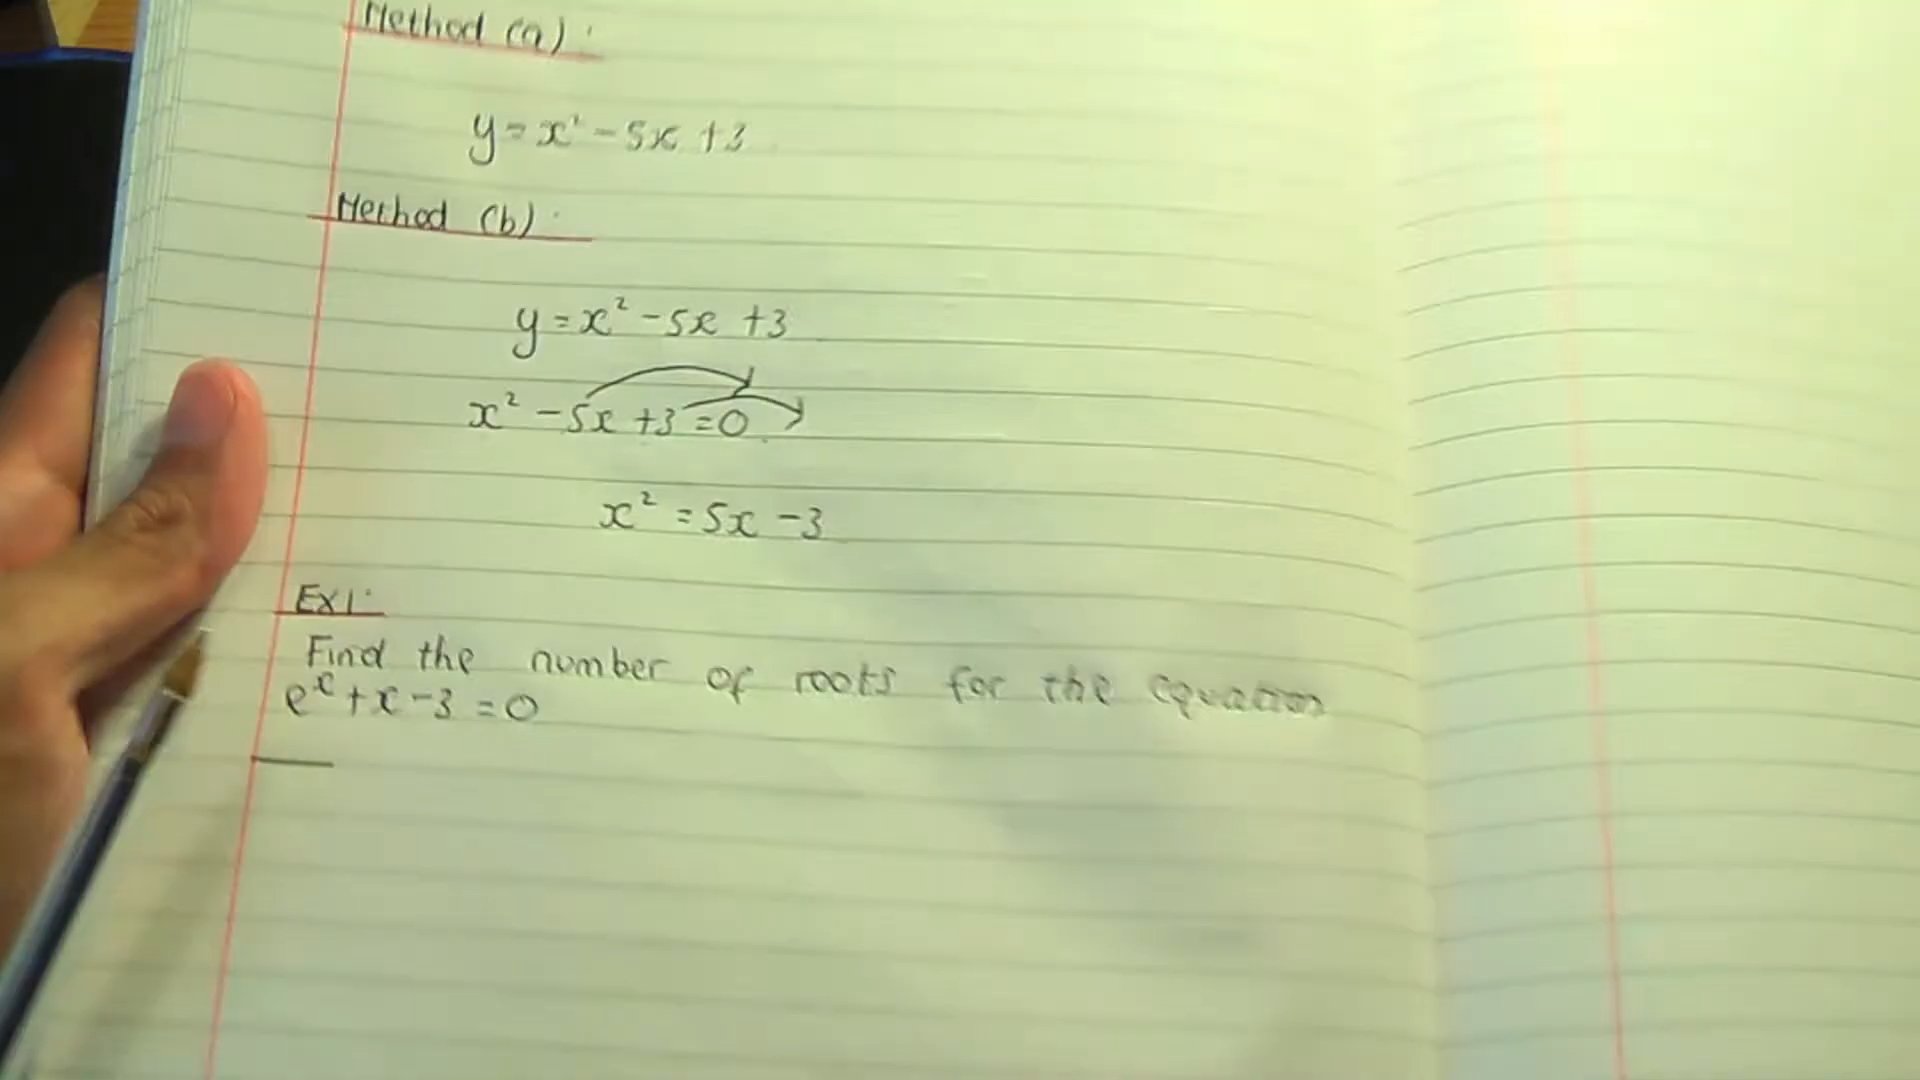 Method (a):
y = x² - 5x + 3
Method (b):
y = x² - 5x + 3
x² - 5x + 3 = 0
x² = 5x - 3
EX1:
Find the number of roots for the equation
eˣ + x - 3 = 0